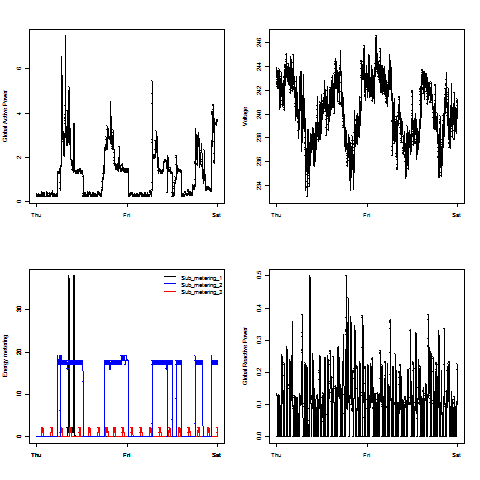 Global Active Power
0 2 4 6
Thu Fri Sat
Voltage
234 236 238 240 242 244 246
Thu Fri Sat
Energy metering
0 10 20 30
Sub_metering_1
Sub_metering_2
Sub_metering_3
Thu Fri Sat
Global Reactive Power
0.0 0.1 0.2 0.3 0.4 0.5
Thu Fri Sat